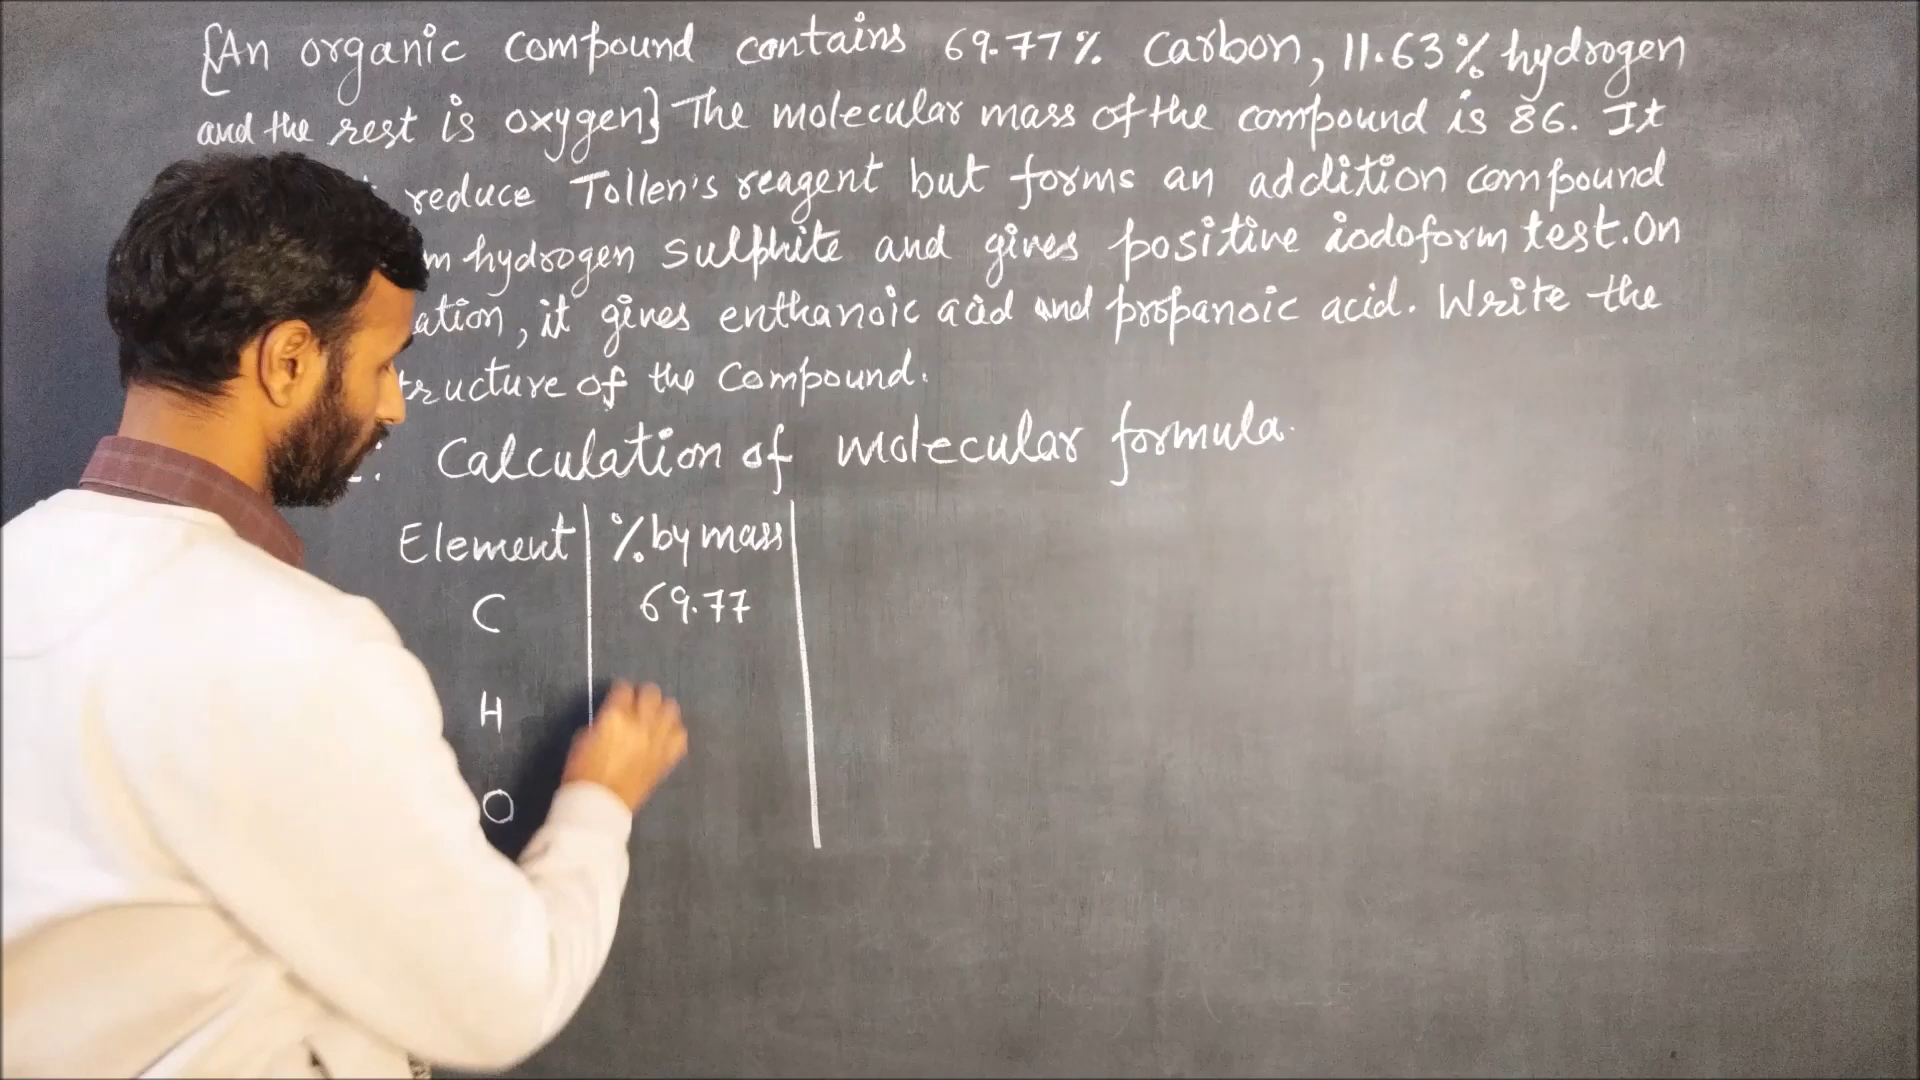 [An organic compound contains 69.77% Carbon, 11.63% hydrogen
and the rest is oxygen] The molecular mass of the compound is 86. It
reduce Tollen's reagent but forms an addition compound
m hydrogen sulphite and gives positive iodoform test. On
ation, it gives enthanoic acid and propanoic acid. Write the
tructure of the Compound.
: Calculation of molecular formula.
Element | % by mass |
C 69.77
H
O